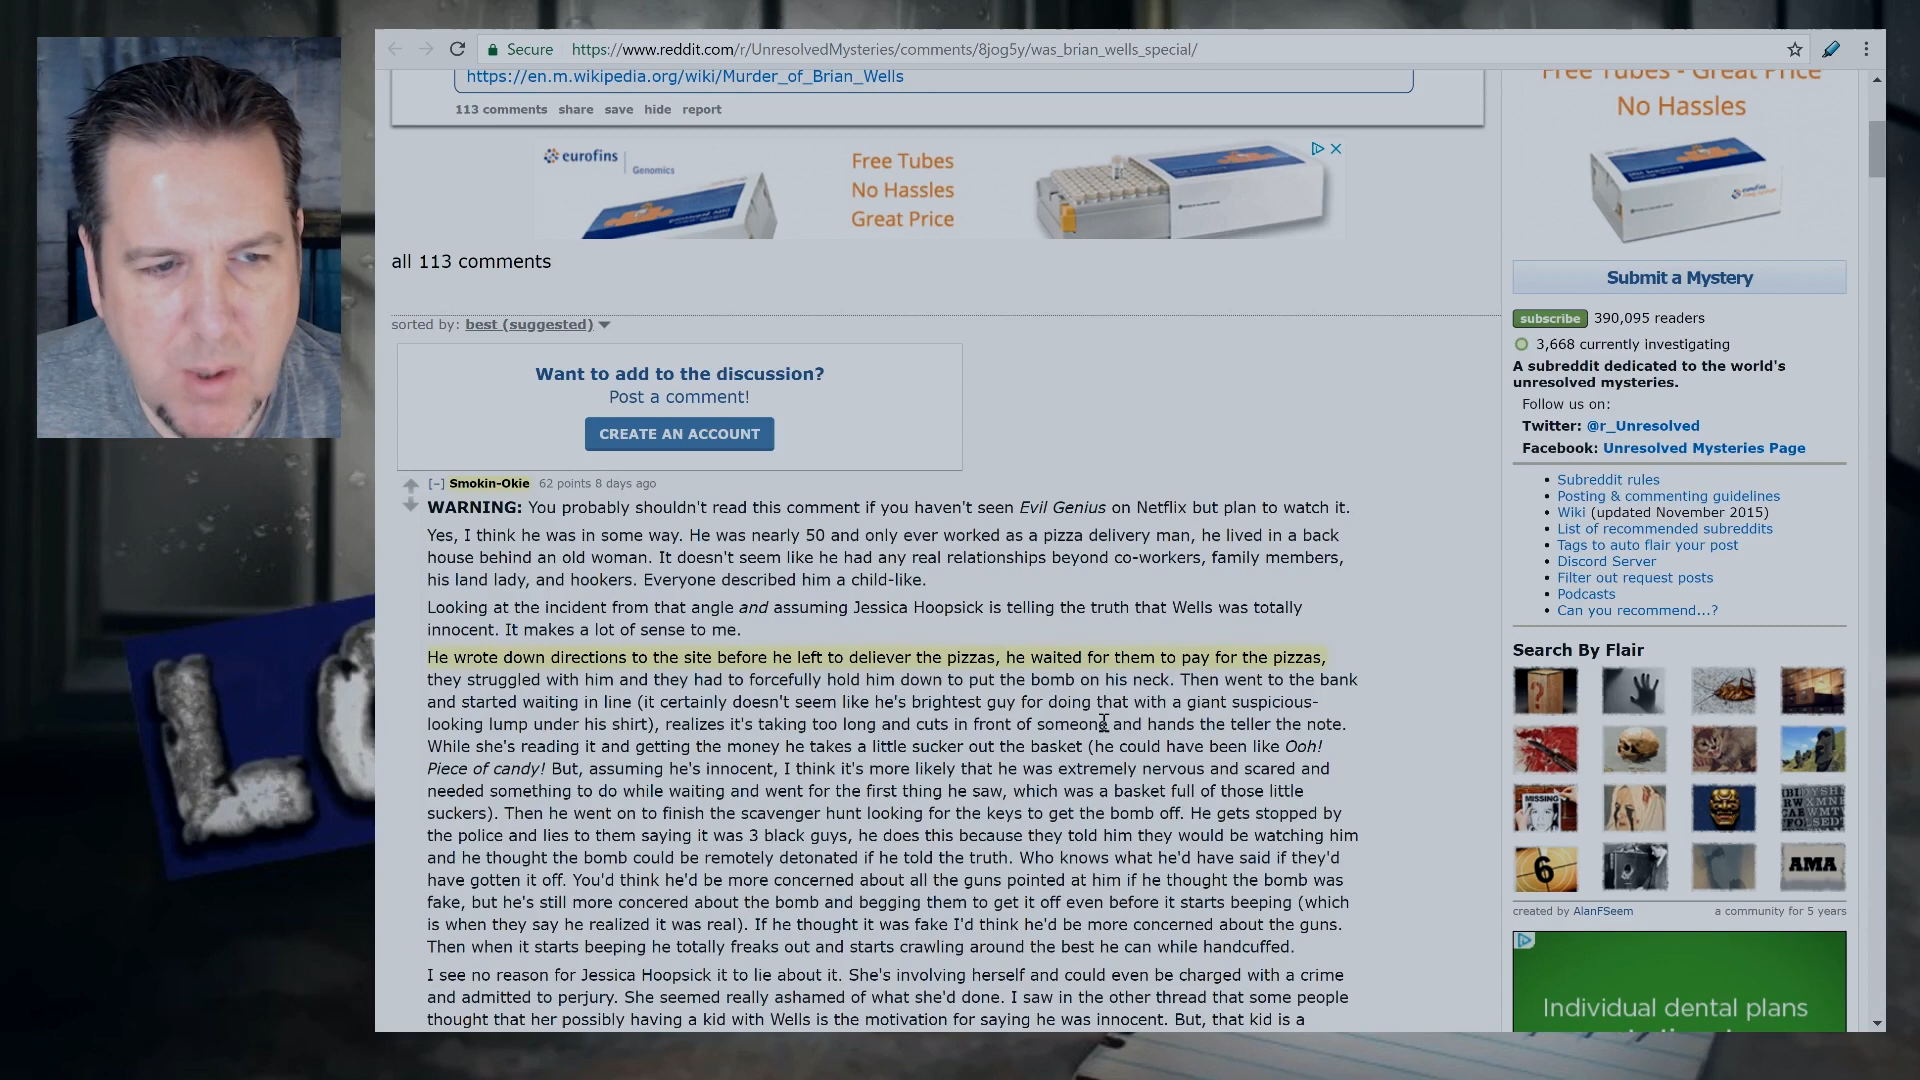 Secure https://www.reddit.com/r/UnresolvedMysteries/comments/8jog5y/was_brian_wells_special/
https://en.m.wikipedia.org/wiki/Murder_of_Brian_Wells
113 comments share save hide report
eurofins
Genomics
Free Tubes
No Hassles
Great Price
all 113 comments
sorted by: best (suggested)
Want to add to the discussion?
Post a comment!
CREATE AN ACCOUNT
[–] Smokin-Okie 62 points 8 days ago
WARNING: You probably shouldn't read this comment if you haven't seen Evil Genius on Netflix but plan to watch it.
Yes, I think he was in some way. He was nearly 50 and only ever worked as a pizza delivery man, he lived in a back
house behind an old woman. It doesn't seem like he had any real relationships beyond co-workers, family members,
his land lady, and hookers. Everyone described him a child-like.
Looking at the incident from that angle and assuming Jessica Hoopsick is telling the truth that Wells was totally
innocent. It makes a lot of sense to me.
He wrote down directions to the site before he left to deliever the pizzas, he waited for them to pay for the pizzas,
they struggled with him and they had to forcefully hold him down to put the bomb on his neck. Then went to the bank
and started waiting in line (it certainly doesn't seem like he's brightest guy for doing that with a giant suspicious-
looking lump under his shirt), realizes it's taking too long and cuts in front of someone and hands the teller the note.
While she's reading it and getting the money he takes a little sucker out the basket (he could have been like Ooh!
Piece of candy! But, assuming he's innocent, I think it's more likely that he was extremely nervous and scared and
needed something to do while waiting and went for the first thing he saw, which was a basket full of those little
suckers). Then he went on to finish the scavenger hunt looking for the keys to get the bomb off. He gets stopped by
the police and lies to them saying it was 3 black guys, he does this because they told him they would be watching him
and he thought the bomb could be remotely detonated if he told the truth. Who knows what he'd have said if they'd
have gotten it off. You'd think he'd be more concerned about all the guns pointed at him if he thought the bomb was
fake, but he's still more concered about the bomb and begging them to get it off even before it starts beeping (which
is when they say he realized it was real). If he thought it was fake I'd think he'd be more concerned about the guns.
Then when it starts beeping he totally freaks out and starts crawling around the best he can while handcuffed.
I see no reason for Jessica Hoopsick it to lie about it. She's involving herself and could even be charged with a crime
and admitted to perjury. She seemed really ashamed of what she'd done. I saw in the other thread that some people
thought that her possibly having a kid with Wells is the motivation for saying he was innocent. But, that kid is a
Free Tubes - Great Price
No Hassles
Submit a Mystery
subscribe 390,095 readers
3,668 currently investigating
A subreddit dedicated to the world's
unresolved mysteries.
Follow us on:
Twitter: @r_Unresolved
Facebook: Unresolved Mysteries Page
Subreddit rules
Posting & commenting guidelines
Wiki (updated November 2015)
List of recommended subreddits
Tags to auto flair your post
Discord Server
Filter out request posts
Podcasts
Can you recommend...?
Search By Flair
?
MISSING
6
AMA
created by AlanFSeem a community for 5 years
Individual dental plans
LO